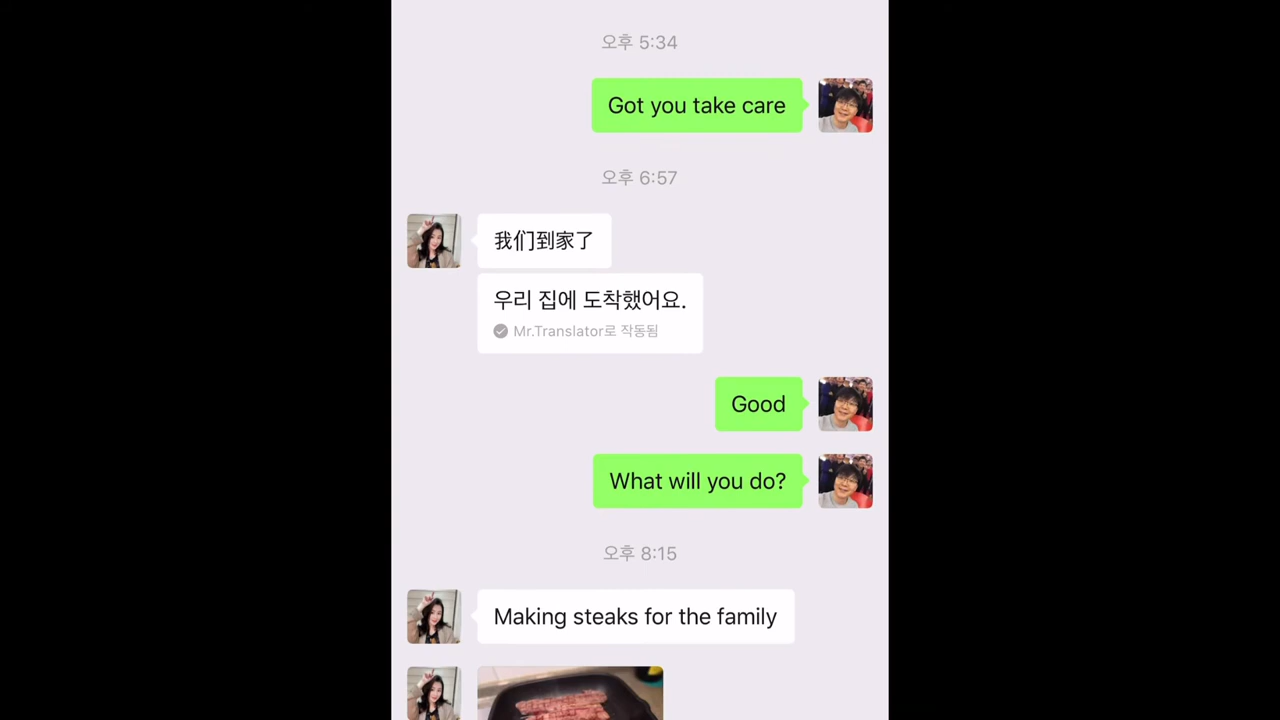 오후 5:34
Got you take care
오후 6:57
我们到家了
우리 집에 도착했어요.
Mr.Translator로 작동됨
Good
What will you do?
오후 8:15
Making steaks for the family